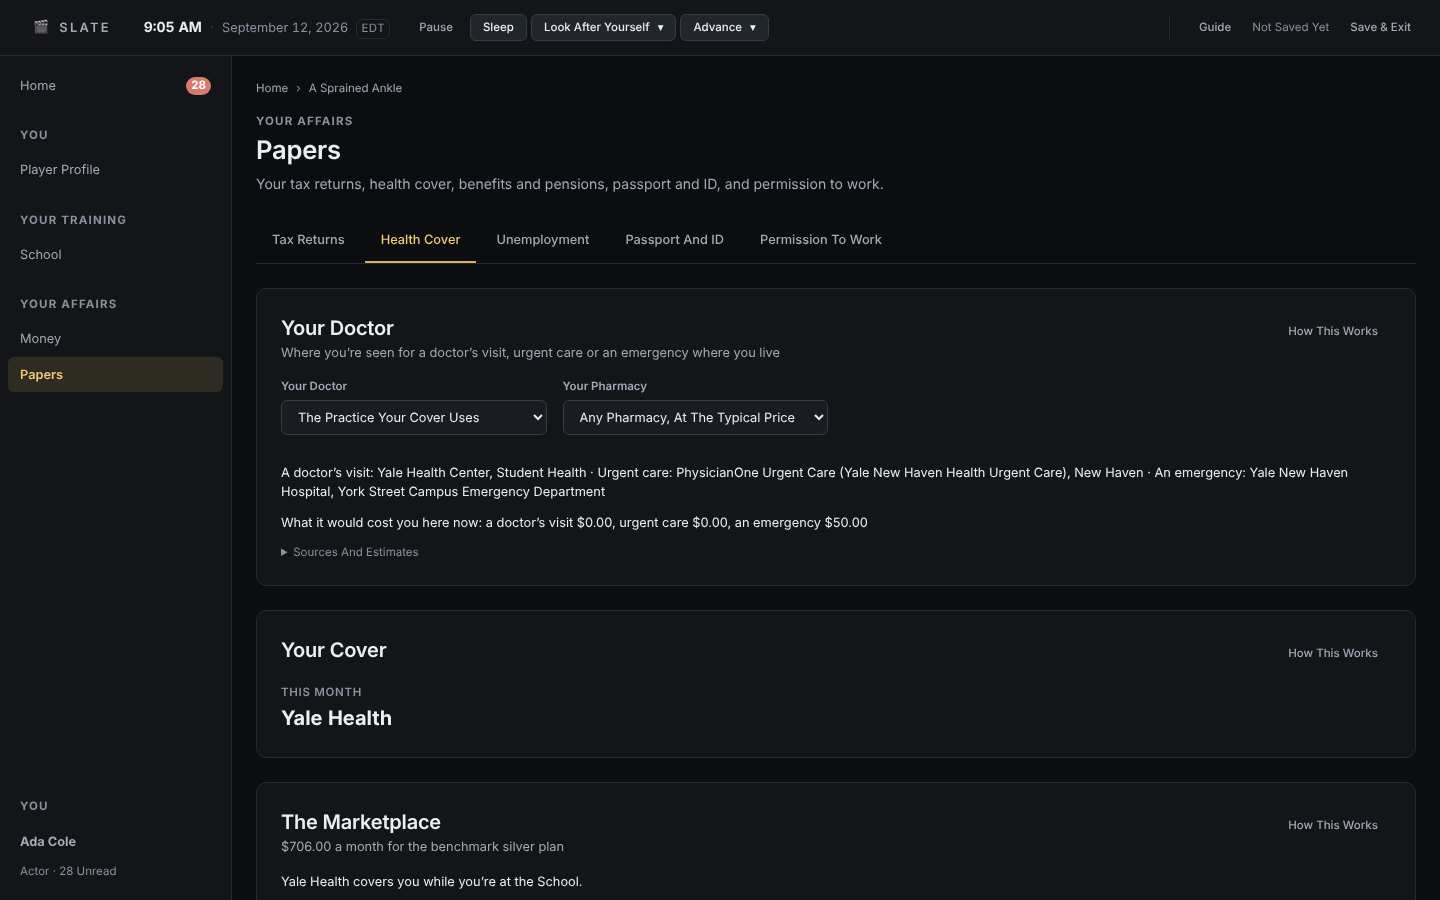 SLATE
9:05 AM · September 12, 2026 EDT
Pause
Sleep
Look After Yourself ▾
Advance ▾
Guide
Not Saved Yet
Save & Exit
Home
28
YOU
Player Profile
YOUR TRAINING
School
YOUR AFFAIRS
Money
Papers
YOU
Ada Cole
Actor · 28 Unread
Home › A Sprained Ankle
YOUR AFFAIRS
Papers
Your tax returns, health cover, benefits and pensions, passport and ID, and permission to work.
Tax Returns
Health Cover
Unemployment
Passport And ID
Permission To Work
Your Doctor
How This Works
Where you’re seen for a doctor’s visit, urgent care or an emergency where you live
Your Doctor
Your Pharmacy
The Practice Your Cover Uses
Any Pharmacy, At The Typical Price
A doctor’s visit: Yale Health Center, Student Health · Urgent care: PhysicianOne Urgent Care (Yale New Haven Health Urgent Care), New Haven · An emergency: Yale New Haven
Hospital, York Street Campus Emergency Department
What it would cost you here now: a doctor’s visit $0.00, urgent care $0.00, an emergency $50.00
▶ Sources And Estimates
Your Cover
How This Works
THIS MONTH
Yale Health
The Marketplace
How This Works
$706.00 a month for the benchmark silver plan
Yale Health covers you while you’re at the School.